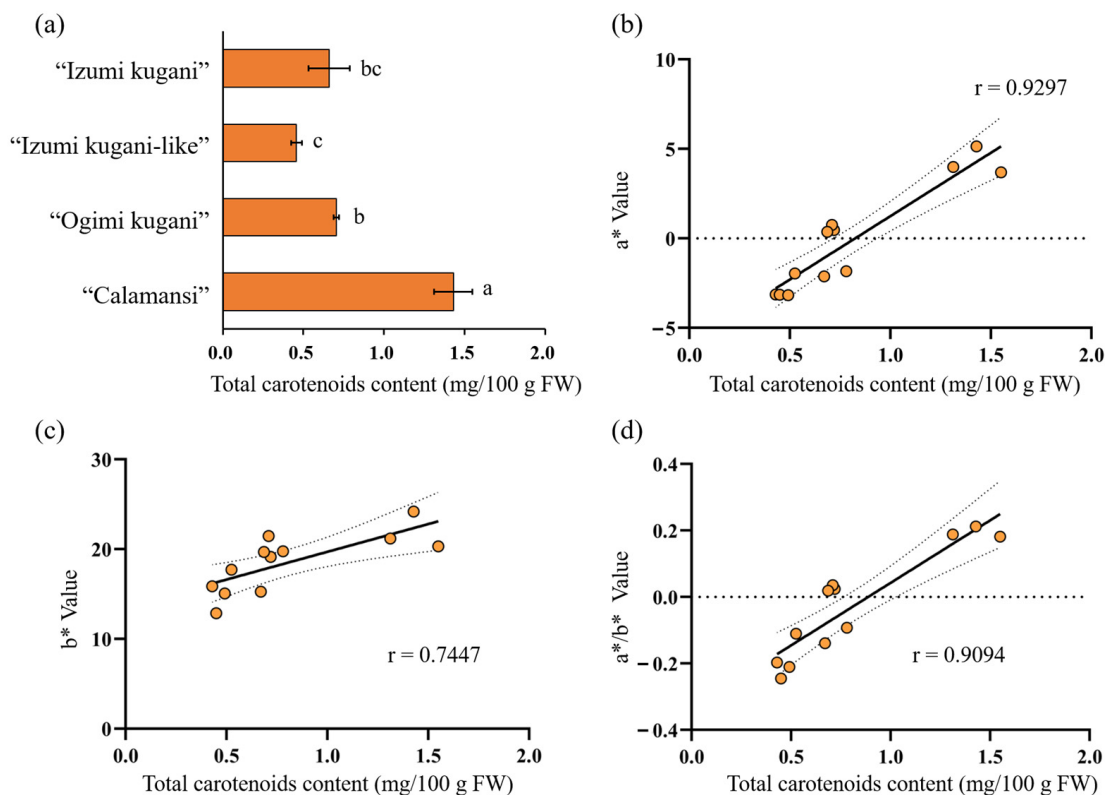 (a)
“Izumi kugani”
bc
“Izumi kugani-like”
c
“Ogimi kugani”
b
“Calamansi”
a
0.0 0.5 1.0 1.5 2.0
Total carotenoids content (mg/100 g FW)
(b)
a* Value
10
5
0
−5
r = 0.9297
0.0 0.5 1.0 1.5 2.0
Total carotenoids content (mg/100 g FW)
(c)
b* Value
30
20
10
0
r = 0.7447
0.0 0.5 1.0 1.5 2.0
Total carotenoids content (mg/100 g FW)
(d)
a*/b* Value
0.4
0.2
0.0
−0.2
−0.4
r = 0.9094
0.0 0.5 1.0 1.5 2.0
Total carotenoids content (mg/100 g FW)